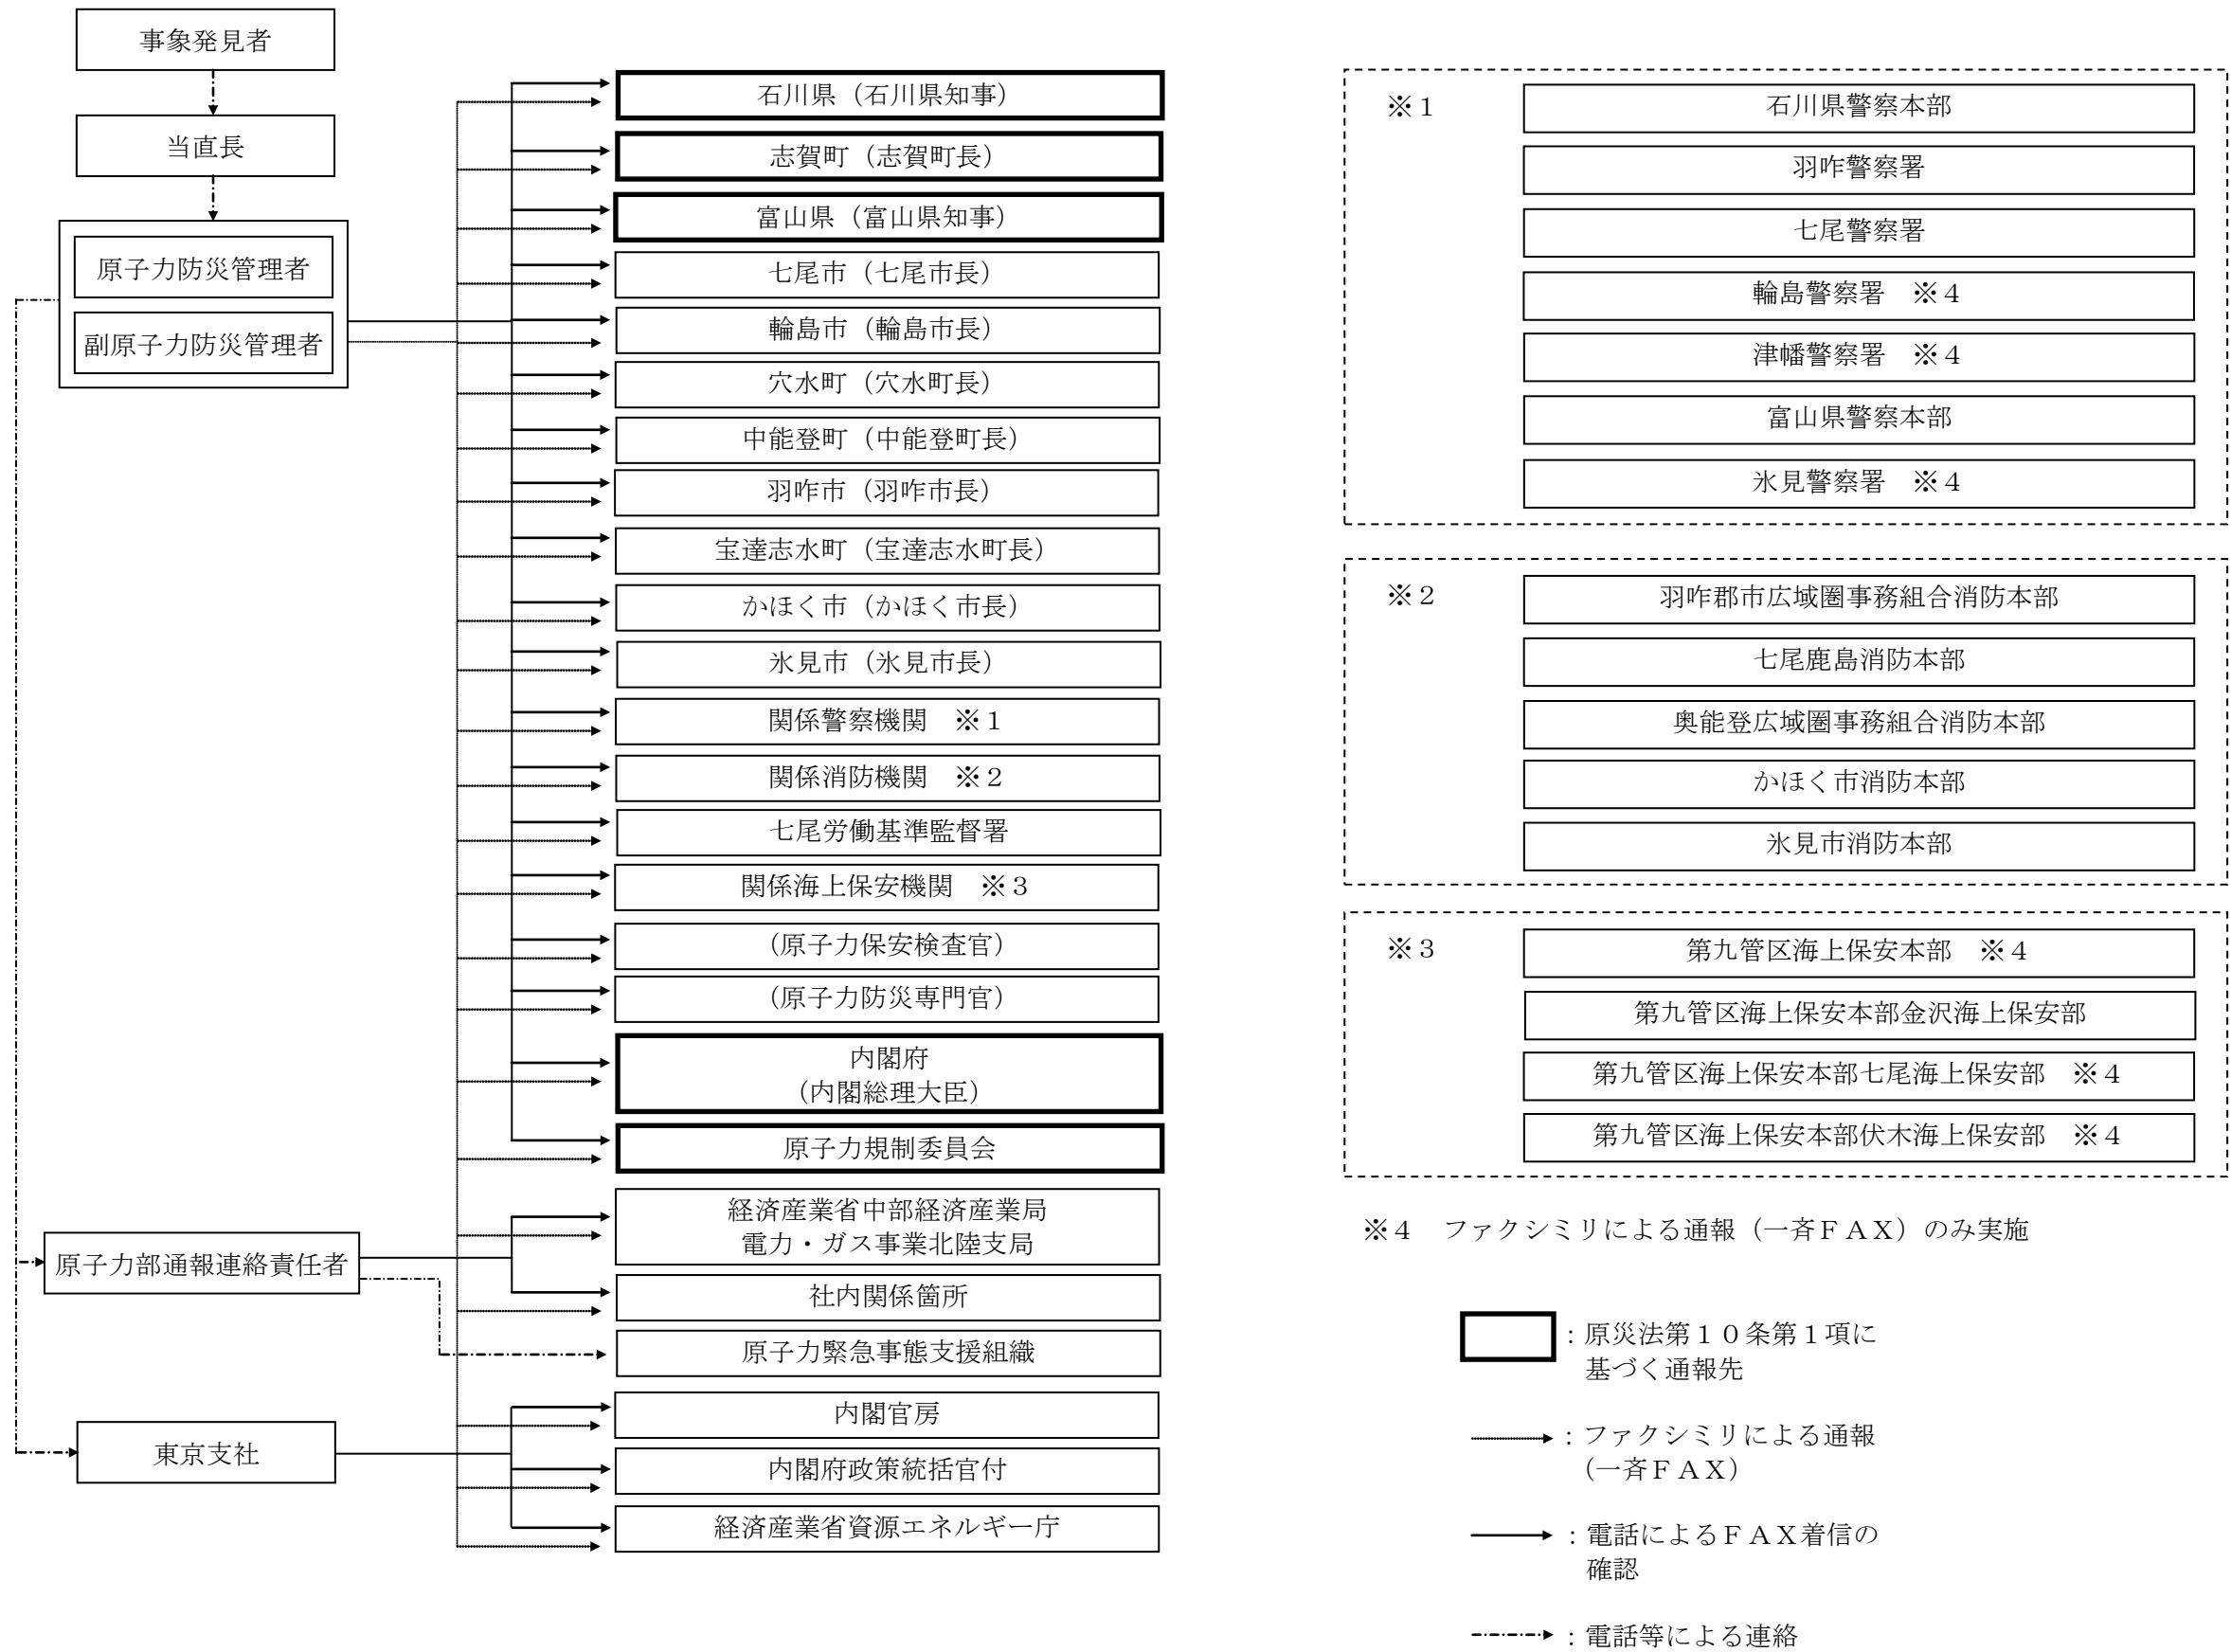 事象発見者
当直長
原子力防災管理者
副原子力防災管理者
原子力部通報連絡責任者
東京支社
石川県（石川県知事）
志賀町（志賀町長）
富山県（富山県知事）
七尾市（七尾市長）
輪島市（輪島市長）
穴水町（穴水町長）
中能登町（中能登町長）
羽咋市（羽咋市長）
宝達志水町（宝達志水町長）
かほく市（かほく市長）
氷見市（氷見市長）
関係警察機関　※１
関係消防機関　※２
七尾労働基準監督署
関係海上保安機関　※３
（原子力保安検査官）
（原子力防災専門官）
内閣府
（内閣総理大臣）
原子力規制委員会
経済産業省中部経済産業局
電力・ガス事業北陸支局
社内関係箇所
原子力緊急事態支援組織
内閣官房
内閣府政策統括官付
経済産業省資源エネルギー庁
※１
石川県警察本部
羽咋警察署
七尾警察署
輪島警察署　※４
津幡警察署　※４
富山県警察本部
氷見警察署　※４
※２
羽咋郡市広域圏事務組合消防本部
七尾鹿島消防本部
奥能登広域圏事務組合消防本部
かほく市消防本部
氷見市消防本部
※３
第九管区海上保安本部　※４
第九管区海上保安本部金沢海上保安部
第九管区海上保安本部七尾海上保安部　※４
第九管区海上保安本部伏木海上保安部　※４
※４　ファクシミリによる通報（一斉ＦＡＸ）のみ実施
：原災法第１０条第１項に
基づく通報先
：ファクシミリによる通報
（一斉ＦＡＸ）
：電話によるＦＡＸ着信の
確認
：電話等による連絡